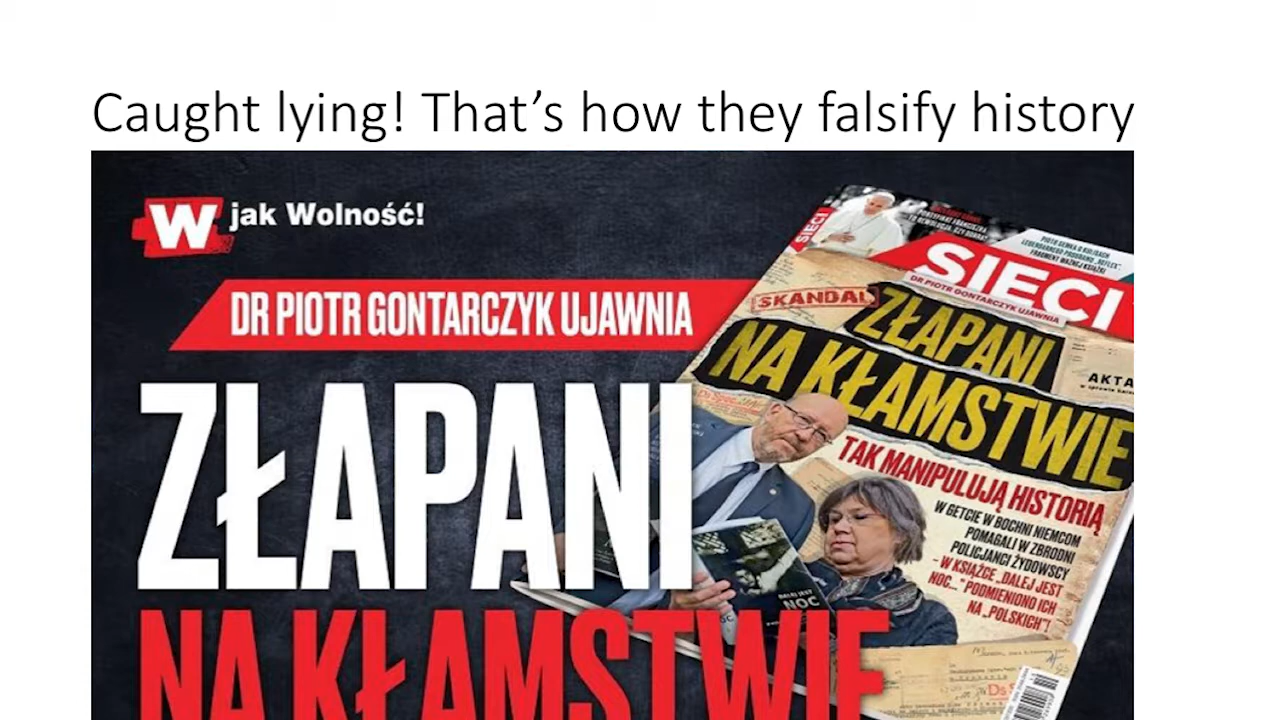 Caught lying! That’s how they falsify history
W jak Wolność!
DR PIOTR GONTARCZYK UJAWNIA
ZŁAPANI
NA KŁAMSTWIE
SIECI
SIECI
DR PIOTR GONTARCZYK UJAWNIA
SKANDAL
ZŁAPANI
NA KŁAMSTWIE
AKTA
TAK MANIPULUJĄ HISTORIĄ
W GETCIE W BOCHNI NIEMCOM
POMAGALI W ZBRODNI
POLICJANCI ŻYDOWSCY
– W KSIĄŻCE „DALEJ JEST
NOC...” PODMIENIONO ICH
NA „POLSKICH”!
DALEJ JEST
NOC